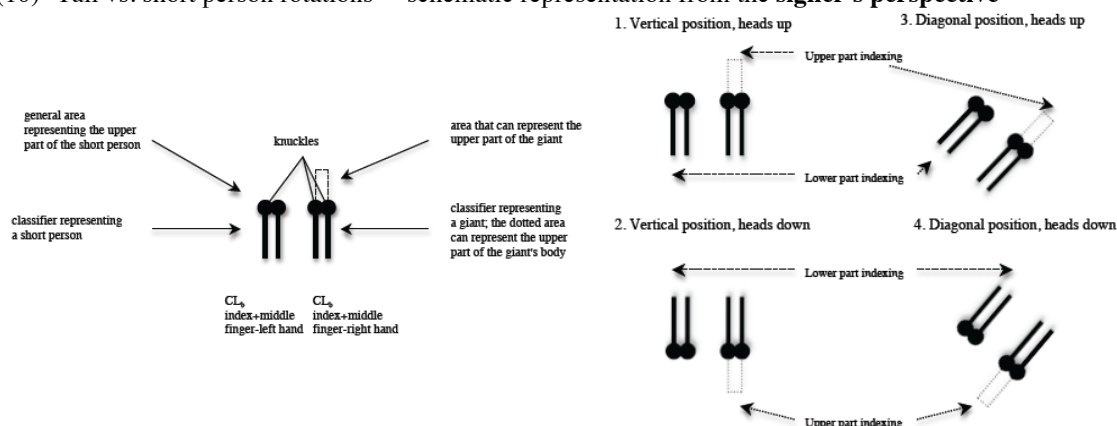 (10) Tall vs. short person rotations – schematic representation from the signer's perspective
general area
representing the upper
part of the short person
knuckles
area that can represent the
upper part of the giant
classifier representing
a short person
classifier representing
a giant; the dotted area
can represent the upper
part of the giant's body
CL,
index+middle
finger-left hand
CL,
index+middle
finger-right hand
1. Vertical position, heads up
3. Diagonal position, heads up
Upper part indexing
Lower part indexing
2. Vertical position, heads down
4. Diagonal position, heads down
Lower part indexing
Upper part indexing